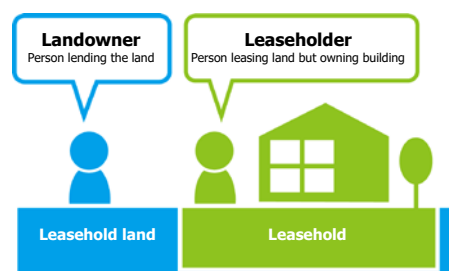 Landowner
Person lending the land
Leaseholder
Person leasing land but owning building
Leasehold land
Leasehold